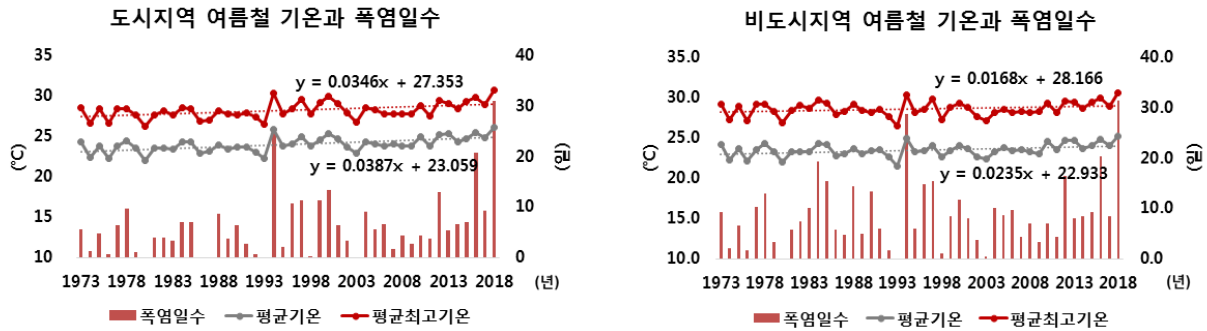 도시지역 여름철 기온과 폭염일수
35
30
25
20
15
10
(℃)
40
30
20
10
0
(일)
y = 0.0346x + 27.353
y = 0.0387x + 23.059
1973 1978 1983 1988 1993 1998 2003 2008 2013 2018 (년)
폭염일수 평균기온 평균최고기온
비도시지역 여름철 기온과 폭염일수
35.0
30.0
25.0
20.0
15.0
10.0
(℃)
40.0
30.0
20.0
10.0
0.0
(일)
y = 0.0168x + 28.166
y = 0.0235x + 22.933
1973 1978 1983 1988 1993 1998 2003 2008 2013 2018 (년)
폭염일수 평균기온 평균최고기온